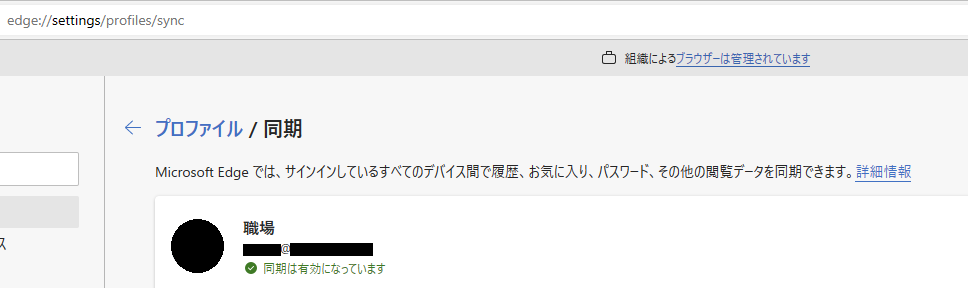 edge://settings/profiles/sync
組織によるブラウザーは管理されています
プロファイル / 同期
Microsoft Edge では、サインインしているすべてのデバイス間で履歴、お気に入り、パスワード、その他の閲覧データを同期できます。詳細情報
職場
@
同期は有効になっています
ス